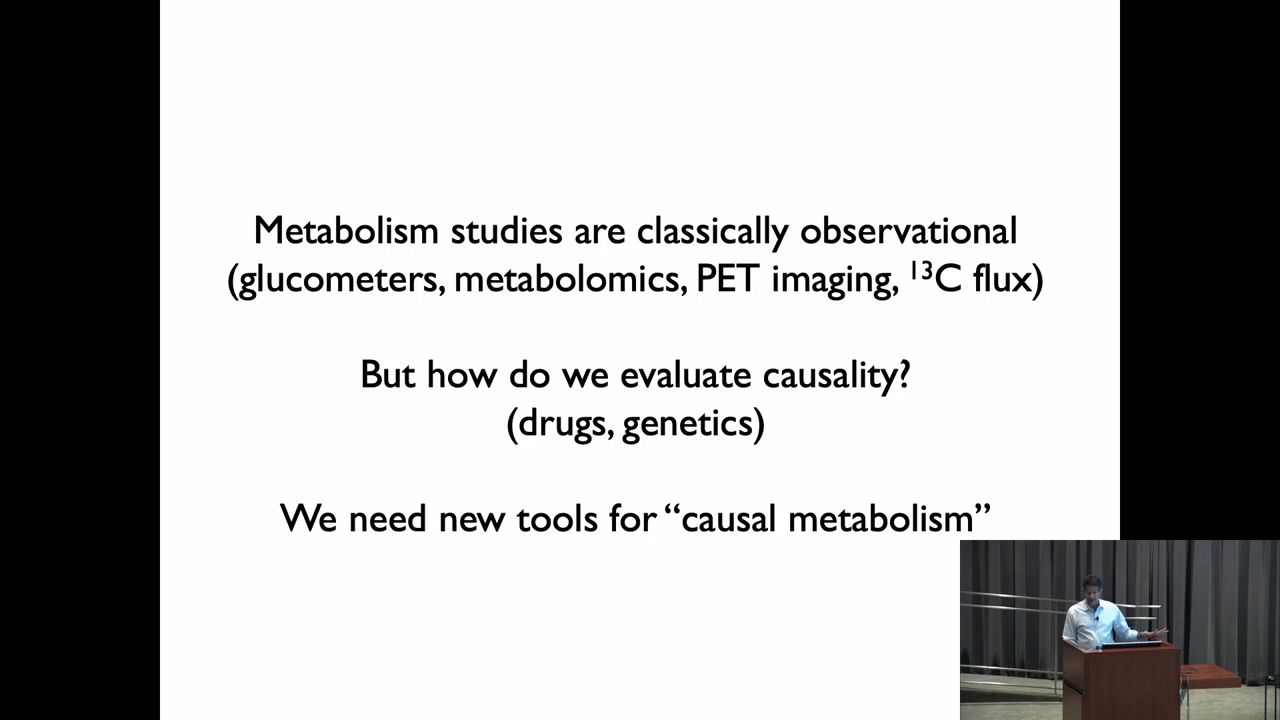 Metabolism studies are classically observational
(glucometers, metabolomics, PET imaging, ¹³C flux)
But how do we evaluate causality?
(drugs, genetics)
We need new tools for “causal metabolism”